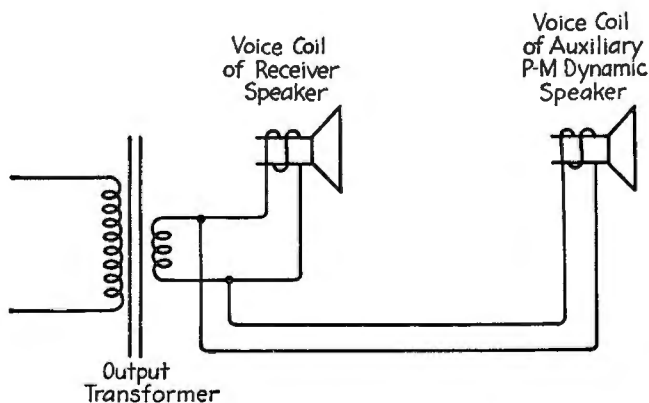 Voice Coil
of Receiver
Speaker
Voice Coil
of Auxiliary
P-M Dynamic
Speaker
Output
Transformer